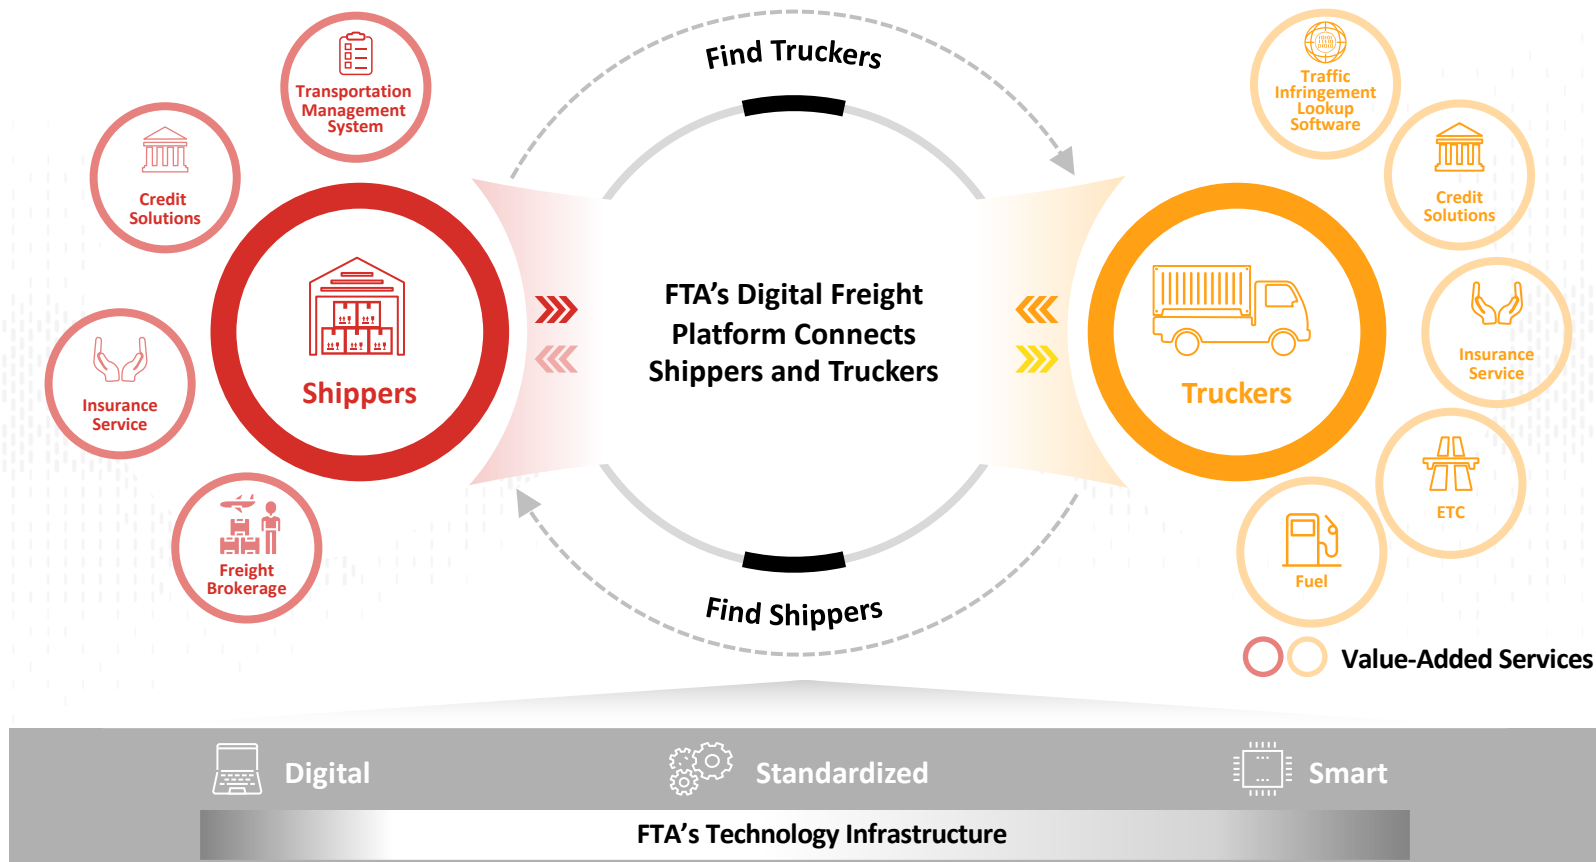 Find Truckers
Transportation
Management
System
Credit
Solutions
Insurance
Service
Freight
Brokerage
Shippers
FTA's Digital Freight
Platform Connects
Shippers and Truckers
Truckers
Traffic
Infringement
Lookup
Software
Credit
Solutions
Insurance
Service
ETC
Fuel
Find Shippers
Value-Added Services
Digital
Standardized
Smart
FTA's Technology Infrastructure